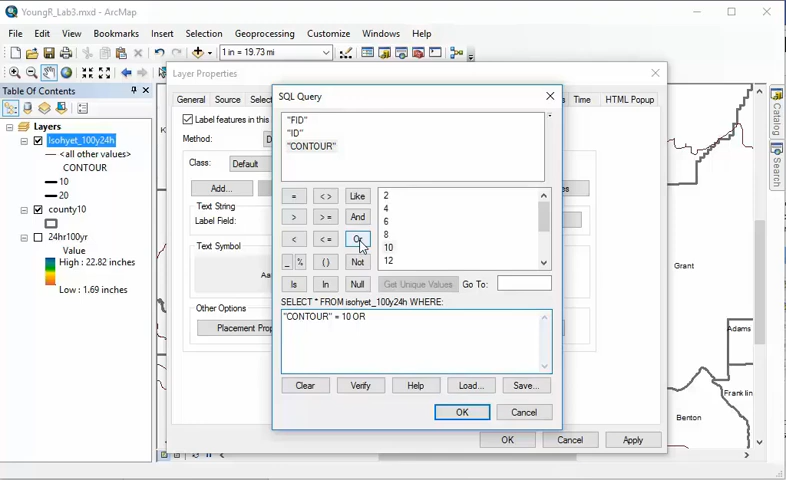 YoungR_Lab3.mxd - ArcMap
File Edit View Bookmarks Insert Selection Geoprocessing Customize Windows Help
1 in = 19.73 mi
Table Of Contents
Layers
Isohyet_100y24h
<all other values>
CONTOUR
10
20
county10
24hr100yr
Value
High : 22.82 inches
Low : 1.69 inches
Layer Properties
General Source Selec
Time HTML Popup
Label features in this
Method:
Class: Default
Add...
Text String
Label Field:
Text Symbol
Aa
Other Options
Placement Prop
OK Cancel Apply
SQL Query
"FID"
"ID"
"CONTOUR"
= < > Like
> > = And
< < = Or
_ % ( ) Not
Is In Null
2
4
6
8
10
12
Get Unique Values Go To:
SELECT * FROM isohyet_100y24h WHERE:
"CONTOUR" = 10 OR
Clear Verify Help Load... Save...
OK Cancel
Catalog
Search
Grant
Adams
Franklin
Benton